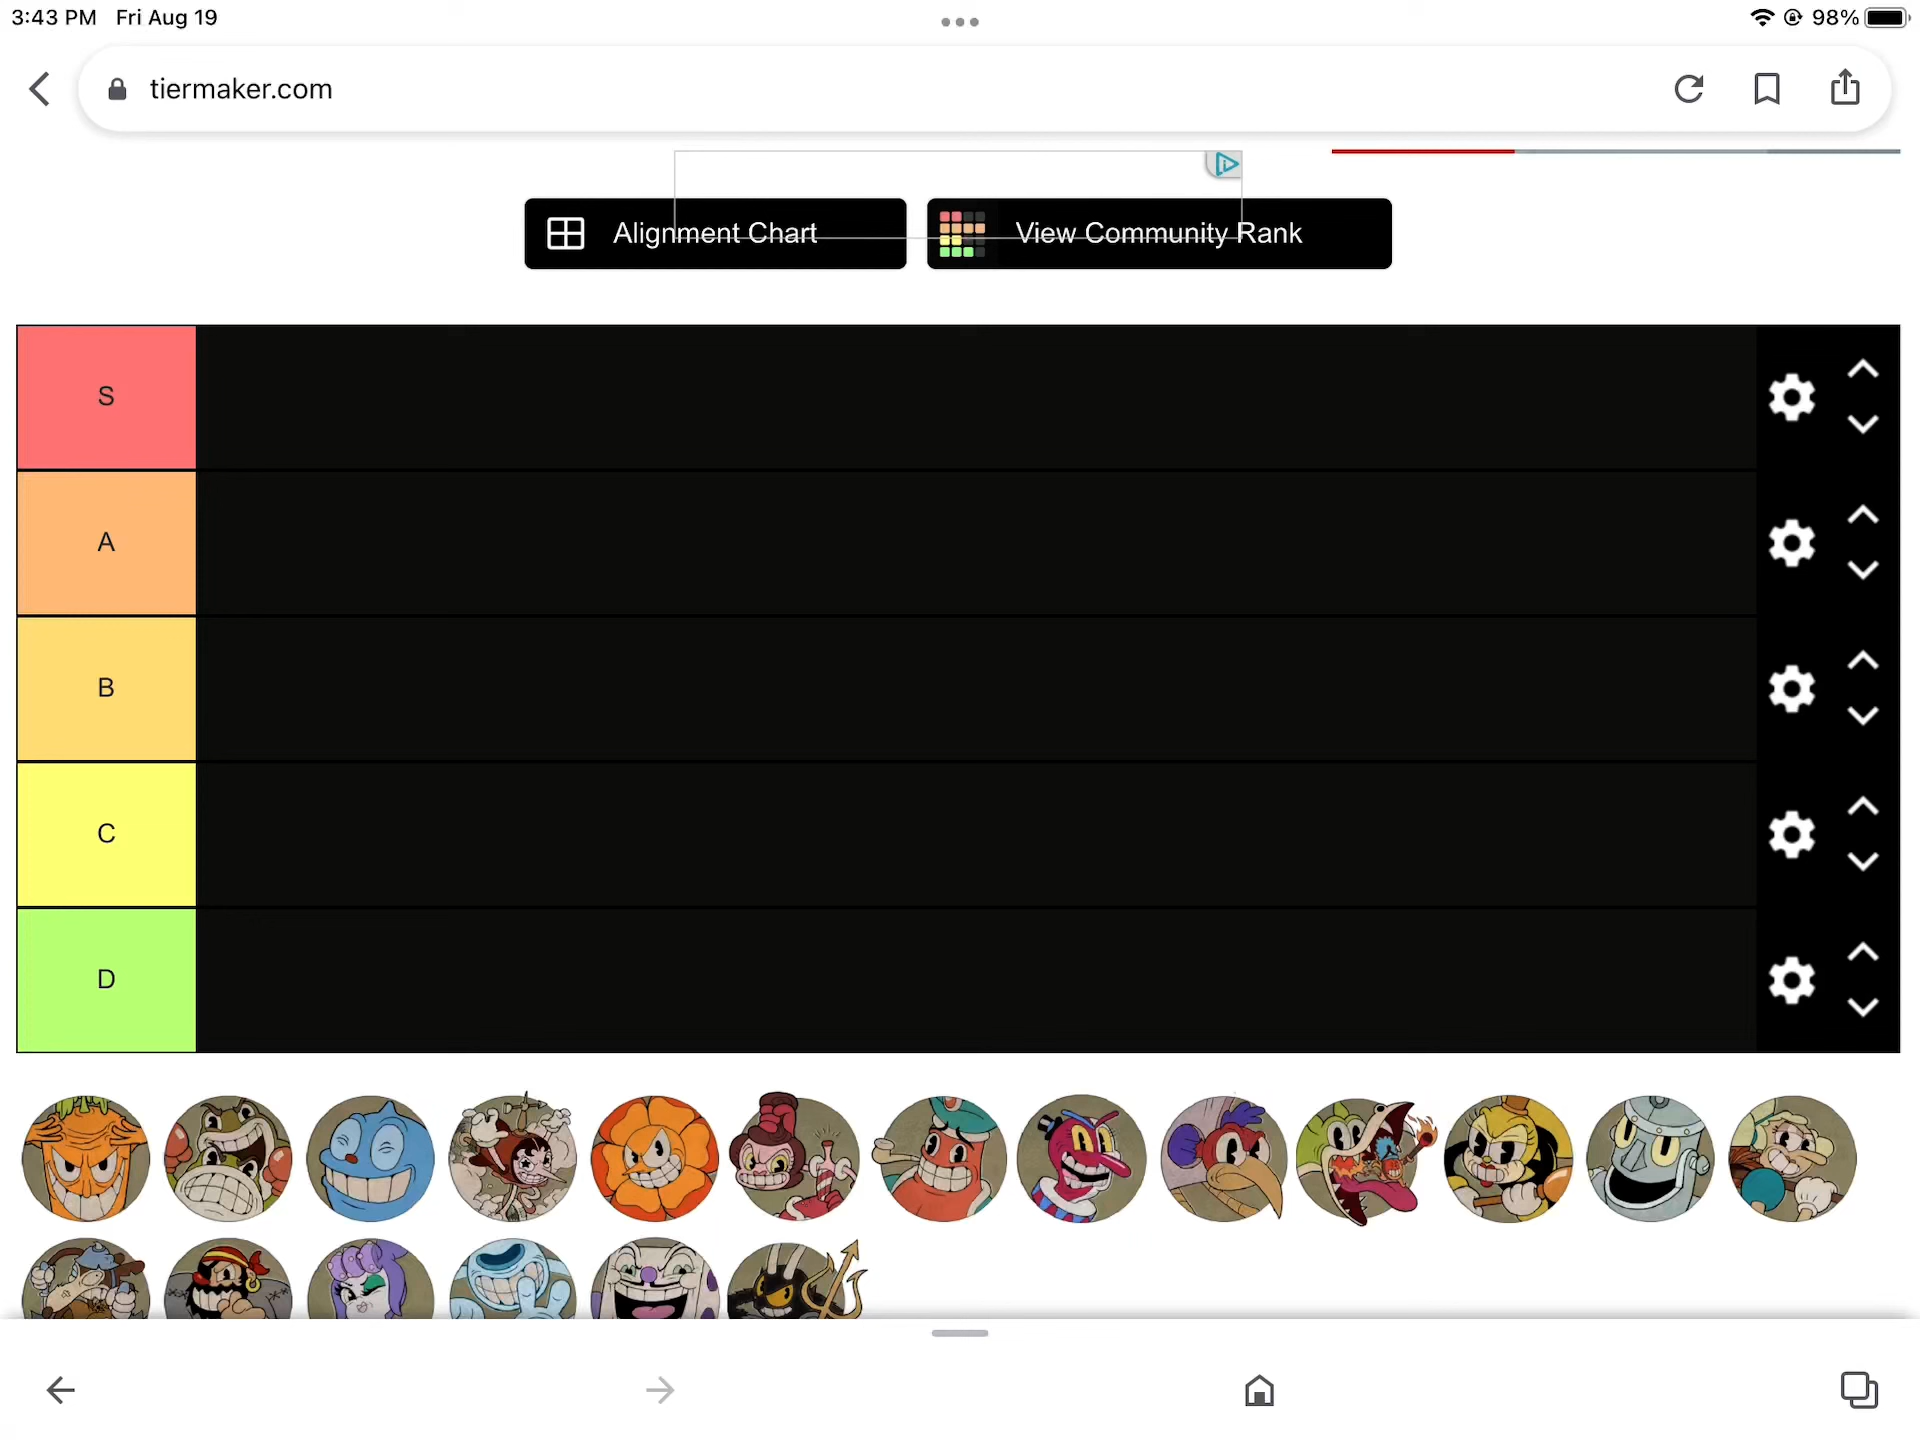 3:43 PM Fri Aug 19
98%
tiermaker.com
Alignment Chart
View Community Rank
S
A
B
C
D